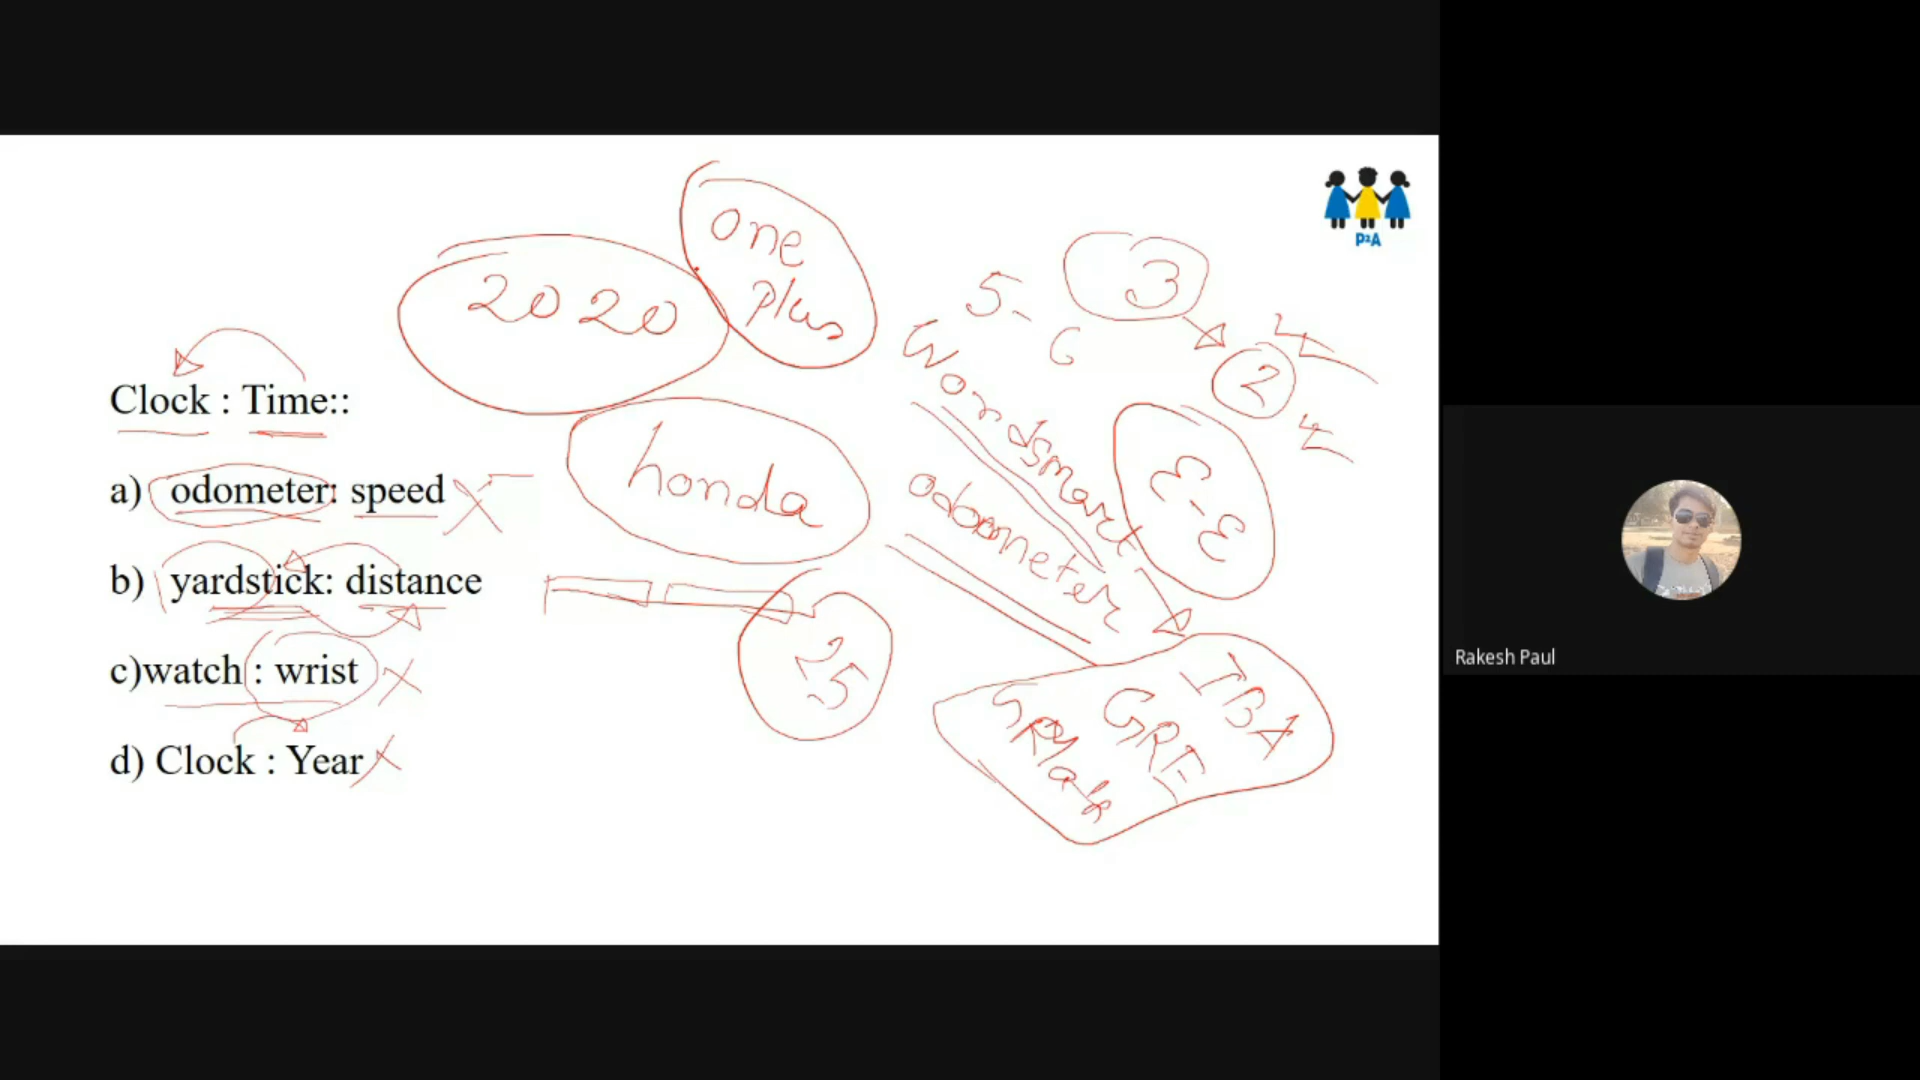 P²A
one
plus
2020
3
5-6
2
Clock : Time::
Wordsmart
honda
ε-ε
a) odometer: speed
odometer
b) yardstick: distance
25
c)watch : wrist
IBA
GRE
Rakesh Paul
d) Clock : Year